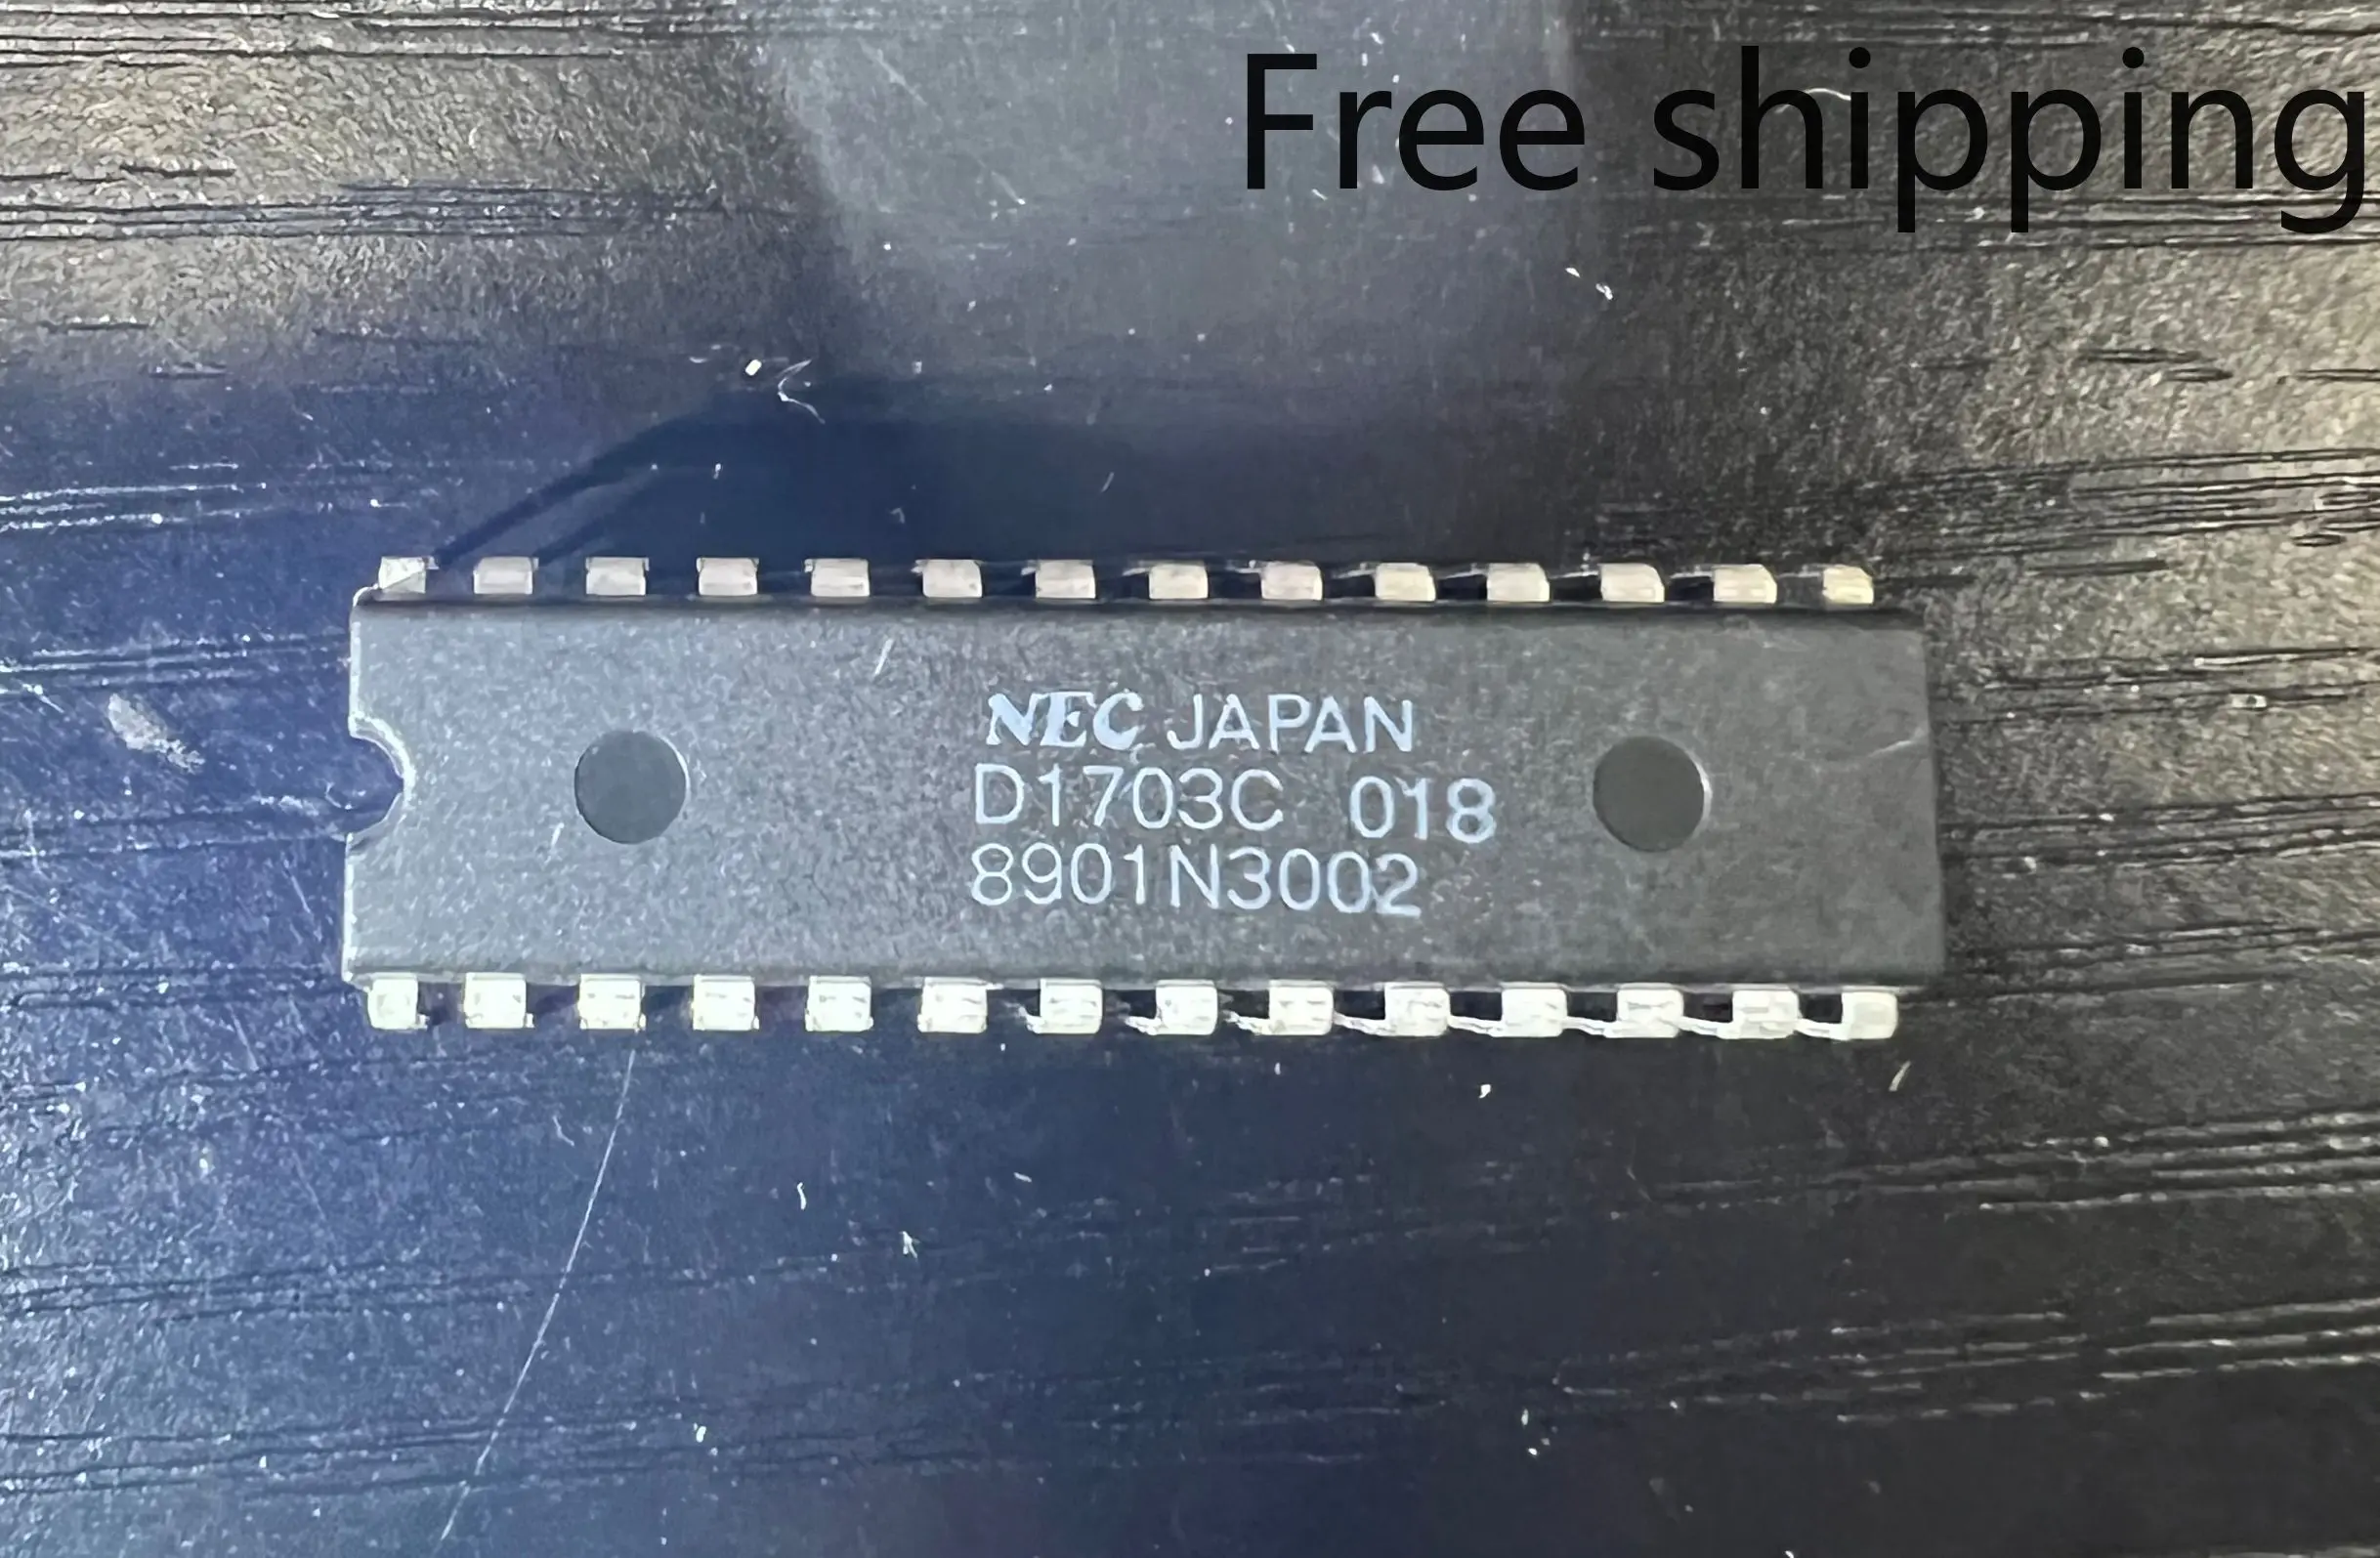 Free shipping
NEC JAPAN
D1703C 018
8901N3002